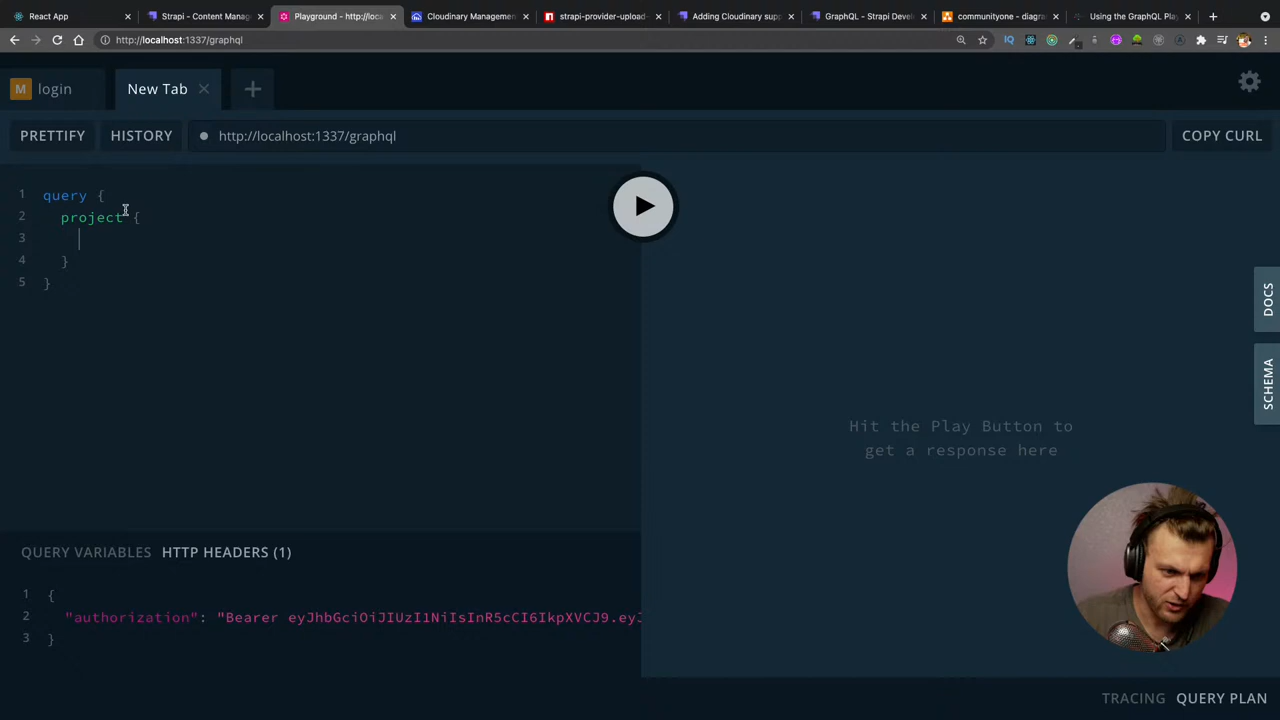 React App
Strapi - Content Manag
Playground - http://loca
Cloudinary Managemen
strapi-provider-upload-
Adding Cloudinary supp
GraphQL - Strapi Devel
communityone - diagra
Using the GraphQL Pla
http://localhost:1337/graphql
M login
New Tab
PRETTIFY
HISTORY
http://localhost:1337/graphql
COPY CURL
1 query {
2 project {
3
4 }
5 }
DOCS
SCHEMA
Hit the Play Button to
get a response here
QUERY VARIABLES
HTTP HEADERS (1)
1 {
2 "authorization": "Bearer eyJhbGciOiJIUzI1NiIsInR5cCI6IkpXVCJ9.eyJ
3 }
TRACING
QUERY PLAN